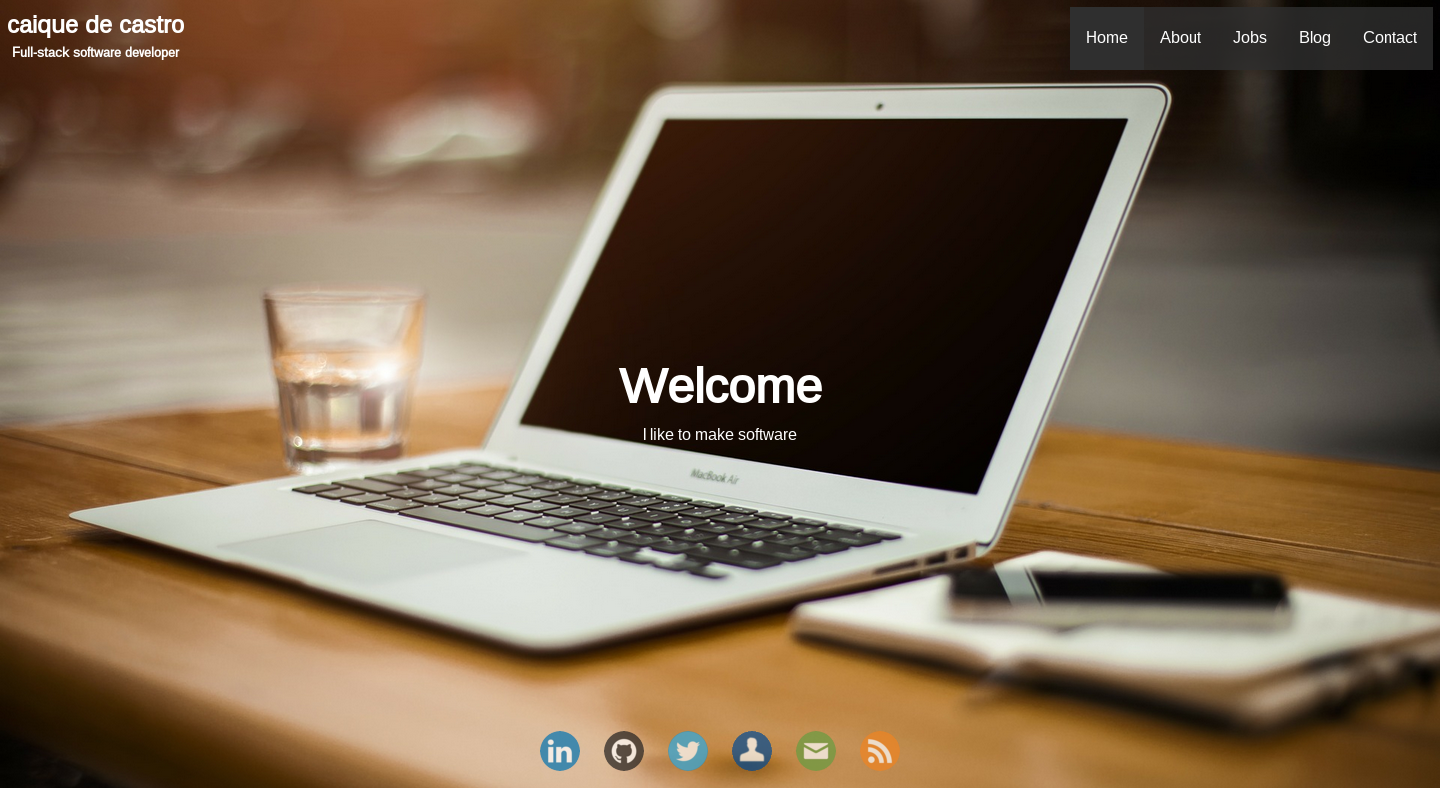 caique de castro
Full-stack software developer
Home About Jobs Blog Contact
Welcome
I like to make software
MacBook Air
in